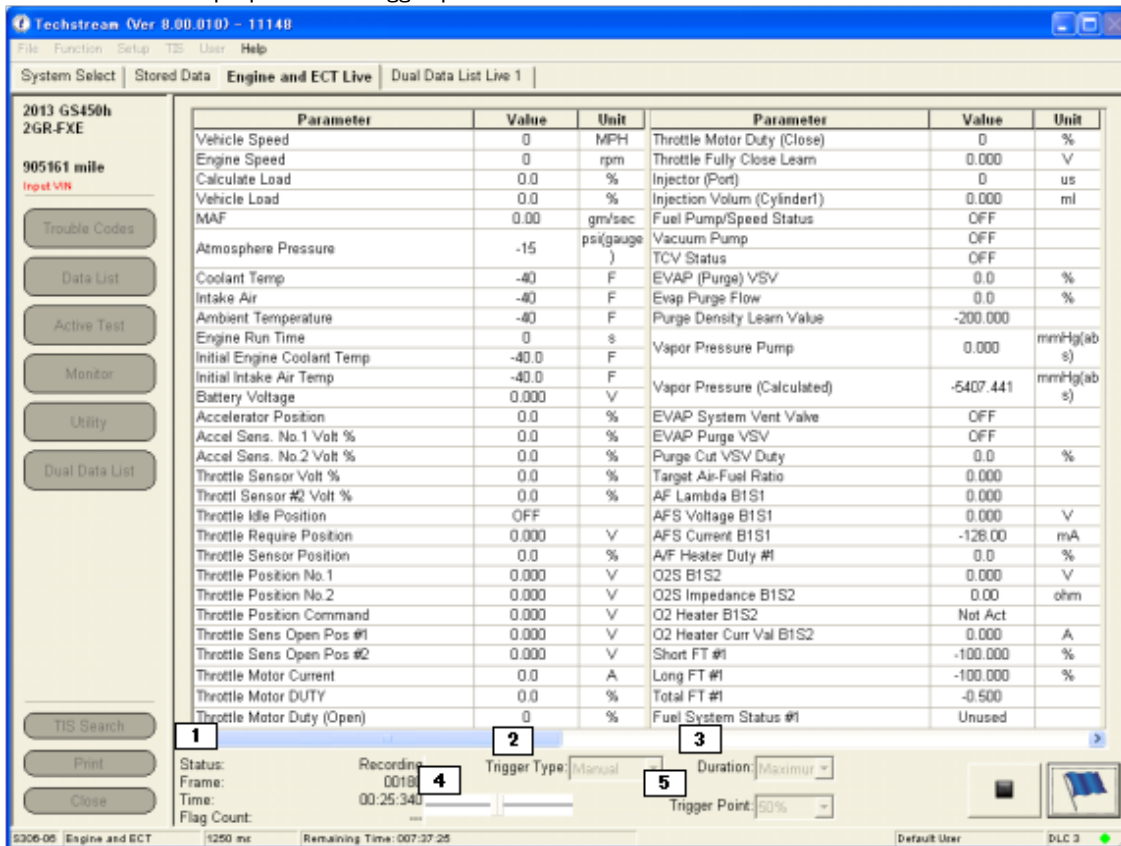 Techstream (Ver 8.00.010) - 11148
File Function Setup TIS User Help
System Select Stored Data Engine and ECT Live Dual Data List Live 1
2013 GS450h
2GR-FXE
905161 mile
Input VIN
Trouble Codes
Data List
Active Test
Monitor
Utility
Dual Data List
TIS Search
Print
Close
Parameter Value Unit Parameter Value Unit
Vehicle Speed 0 MPH Throttle Motor Duty (Close) 0 %
Engine Speed 0 rpm Throttle Fully Close Learn 0.000 V
Calculate Load 0.0 % Injector (Port) 0 us
Vehicle Load 0.0 % Injection Volum (Cylinder1) 0.000 ml
MAF 0.00 gm/sec Fuel Pump/Speed Status OFF
Atmosphere Pressure -15 psi(gauge) Vacuum Pump OFF
TCV Status OFF
Coolant Temp -40 F EVAP (Purge) VSV 0.0 %
Intake Air -40 F Evap Purge Flow 0.0 %
Ambient Temperature -40 F Purge Density Learn Value -200.000
Engine Run Time 0 s Vapor Pressure Pump 0.000 mmHg(abs)
Initial Engine Coolant Temp -40.0 F
Initial Intake Air Temp -40.0 F Vapor Pressure (Calculated) -5407.441 mmHg(abs)
Battery Voltage 0.000 V
Accelerator Position 0.0 % EVAP System Vent Valve OFF
Accel Sens. No.1 Volt % 0.0 % EVAP Purge VSV OFF
Accel Sens. No.2 Volt % 0.0 % Purge Cut VSV Duty 0.0 %
Throttle Sensor Volt % 0.0 % Target Air-Fuel Ratio 0.000
Throttl Sensor #2 Volt % 0.0 % AF Lambda B1S1 0.000
Throttle Idle Position OFF AFS Voltage B1S1 0.000 V
Throttle Require Position 0.000 V AFS Current B1S1 -128.00 mA
Throttle Sensor Position 0.0 % A/F Heater Duty #1 0.0 %
Throttle Position No.1 0.000 V O2S B1S2 0.000 V
Throttle Position No.2 0.000 V O2S Impedance B1S2 0.00 ohm
Throttle Position Command 0.000 V O2 Heater B1S2 Not Act
Throttle Sens Open Pos #1 0.000 V O2 Heater Curr Val B1S2 0.000 A
Throttle Sens Open Pos #2 0.000 V Short FT #1 -100.000 %
Throttle Motor Current 0.0 A Long FT #1 -100.000 %
Throttle Motor DUTY 0.0 % Total FT #1 -0.500
Throttle Motor Duty (Open) 0 % Fuel System Status #1 Unused
1 2 3
Status: Recording Trigger Type: Manual Duration: Maximur
4 5
Frame: 00180
Time: 00:25:340 Trigger Point: 50%
Flag Count: ---
S306-06 Engine and ECT 1250 ms Remaining Time: 007:37:25 Default User DLC 3